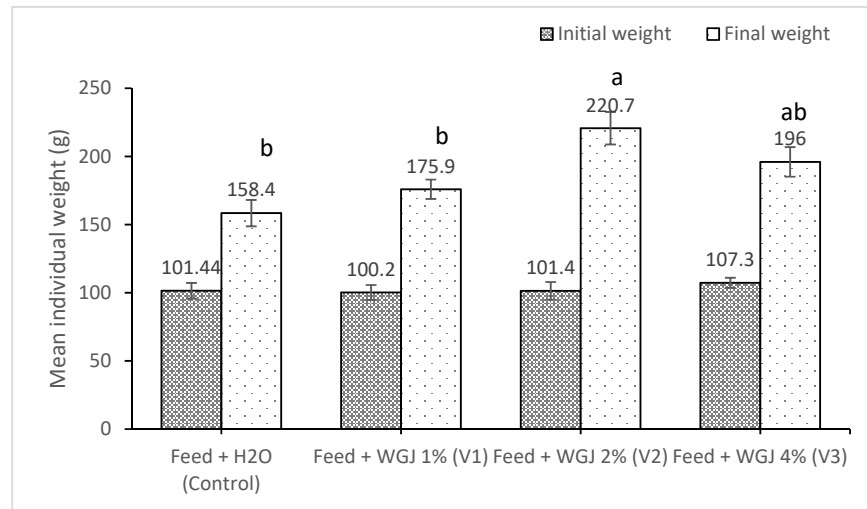 Initial weight Final weight
Mean individual weight (g)
250
200
150
100
50
0
b
b
a
ab
101.44
158.4
100.2
175.9
101.4
220.7
107.3
196
Feed + H2O
(Control)
Feed + WGJ 1% (V1)
Feed + WGJ 2% (V2)
Feed + WGJ 4% (V3)